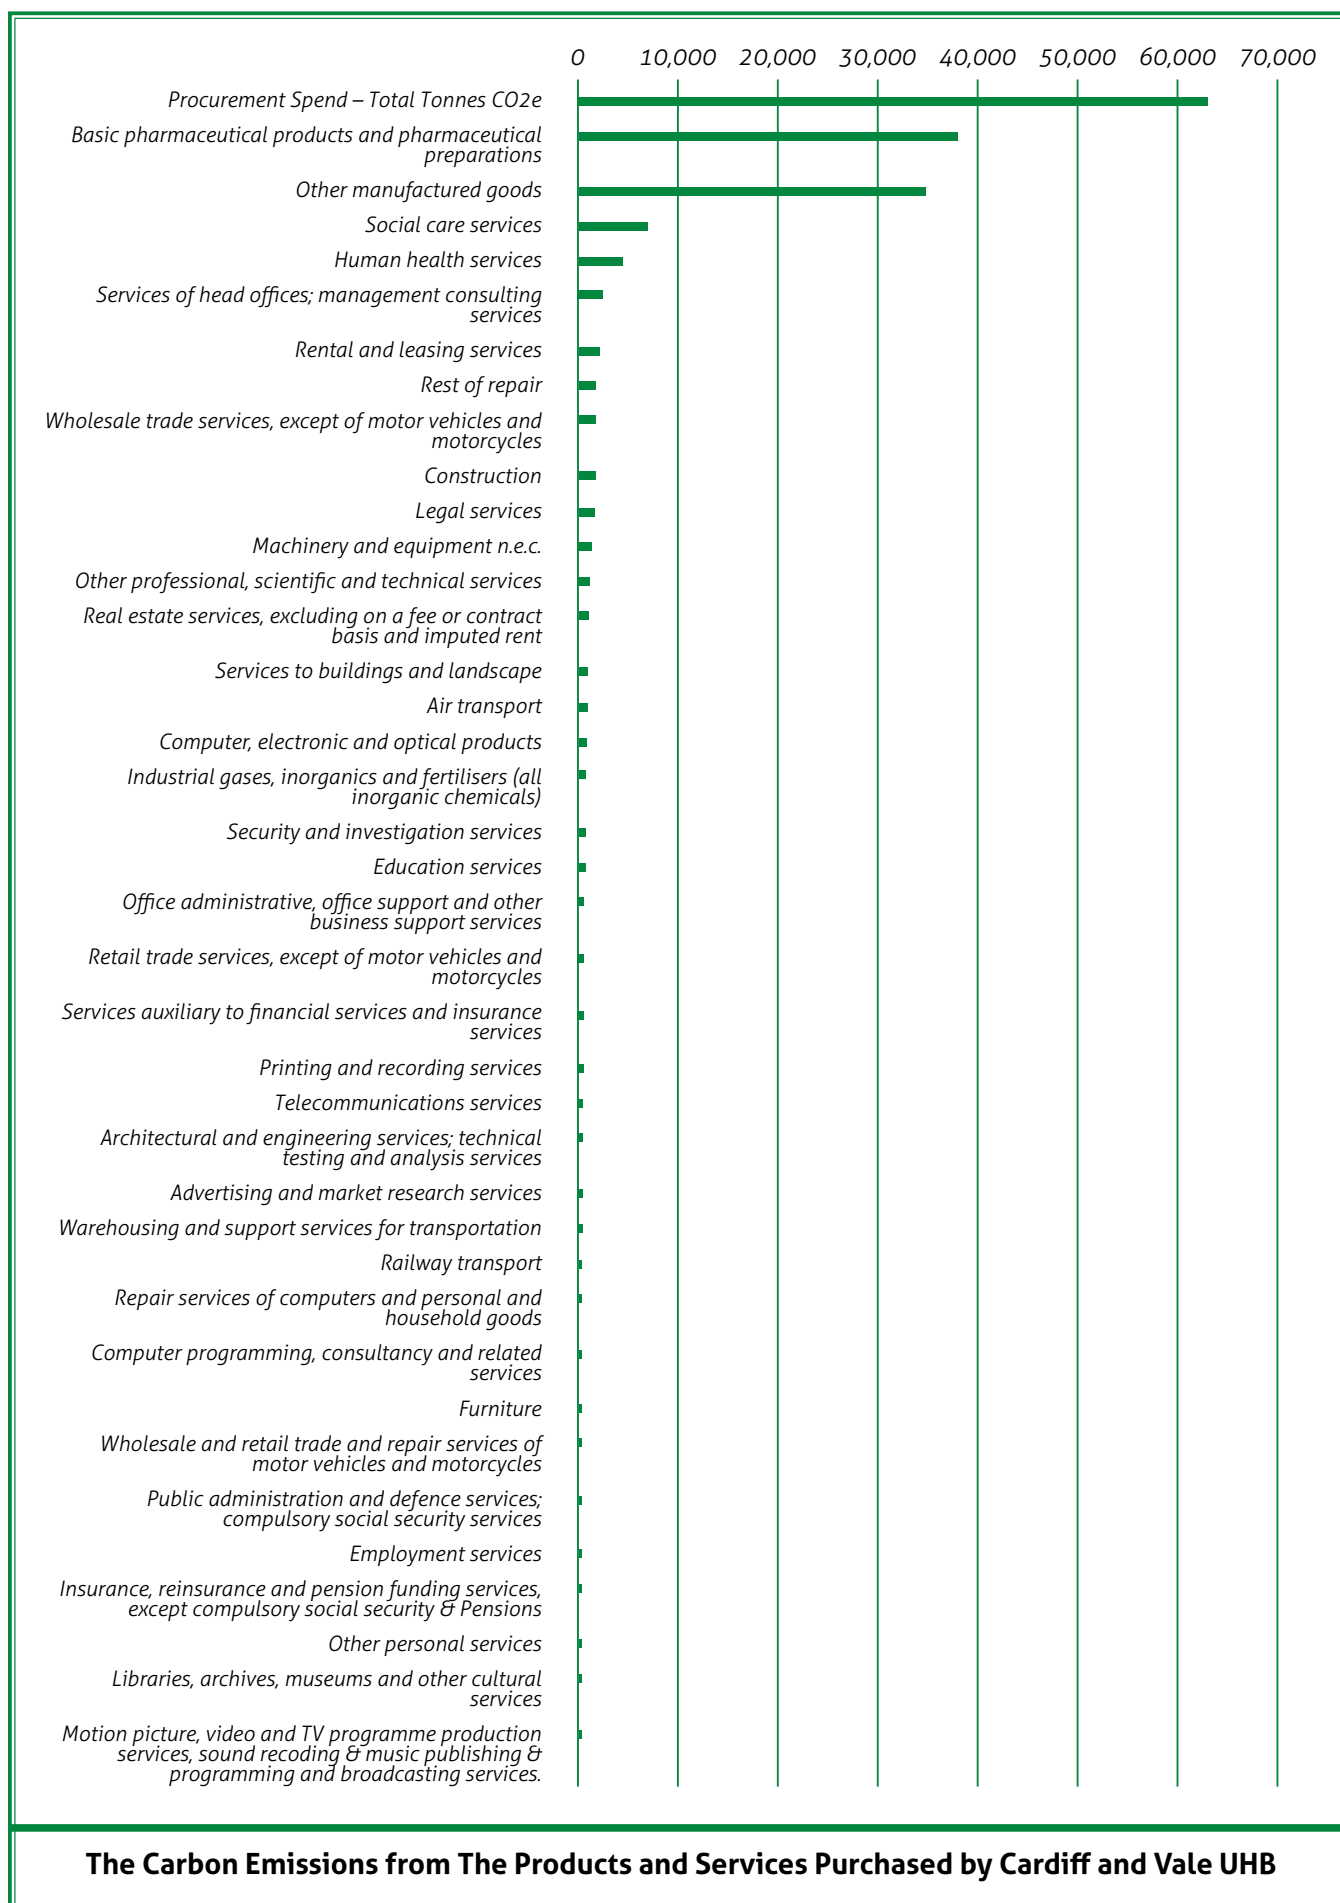 0 10,000 20,000 30,000 40,000 50,000 60,000 70,000
Procurement Spend – Total Tonnes CO2e
Basic pharmaceutical products and pharmaceutical
preparations
Other manufactured goods
Social care services
Human health services
Services of head offices; management consulting
services
Rental and leasing services
Rest of repair
Wholesale trade services, except of motor vehicles and
motorcycles
Construction
Legal services
Machinery and equipment n.e.c.
Other professional, scientific and technical services
Real estate services, excluding on a fee or contract
basis and imputed rent
Services to buildings and landscape
Air transport
Computer, electronic and optical products
Industrial gases, inorganics and fertilisers (all
inorganic chemicals)
Security and investigation services
Education services
Office administrative, office support and other
business support services
Retail trade services, except of motor vehicles and
motorcycles
Services auxiliary to financial services and insurance
services
Printing and recording services
Telecommunications services
Architectural and engineering services; technical
testing and analysis services
Advertising and market research services
Warehousing and support services for transportation
Railway transport
Repair services of computers and personal and
household goods
Computer programming, consultancy and related
services
Furniture
Wholesale and retail trade and repair services of
motor vehicles and motorcycles
Public administration and defence services;
compulsory social security services
Employment services
Insurance, reinsurance and pension funding services,
except compulsory social security & Pensions
Other personal services
Libraries, archives, museums and other cultural
services
Motion picture, video and TV programme production
services, sound recoding & music publishing &
programming and broadcasting services.
The Carbon Emissions from The Products and Services Purchased by Cardiff and Vale UHB